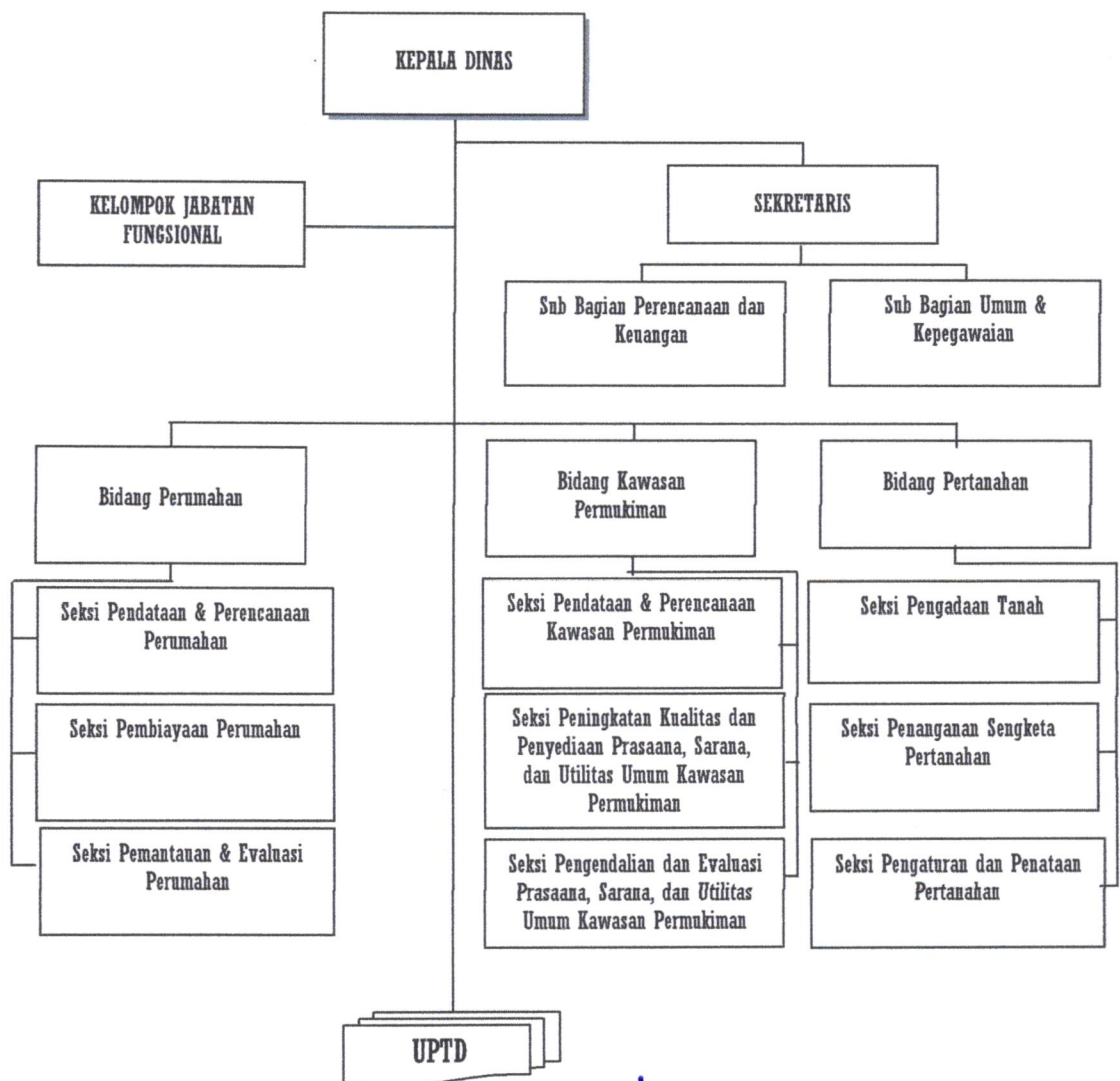 KEPALA DINAS
KELOMPOK JABATAN
FUNGSIONAL
SEKRETARIS
Sub Bagian Perencanaan dan
Keuangan
Sub Bagian Umum &
Kepegawaian
Bidang Perumahan
Bidang Kawasan
Permukiman
Bidang Pertanahan
Seksi Pendataan & Perencanaan
Perumahan
Seksi Pembiayaan Perumahan
Seksi Pemantauan & Evaluasi
Perumahan
Seksi Pendataan & Perencanaan
Kawasan Permukiman
Seksi Peningkatan Kualitas dan
Penyediaan Prasaana, Sarana,
dan Utilitas Umum Kawasan
Permukiman
Seksi Pengendalian dan Evaluasi
Prasaana, Sarana, dan Utilitas
Umum Kawasan Permukiman
Seksi Pengadaan Tanah
Seksi Penanganan Sengketa
Pertanahan
Seksi Pengaturan dan Penataan
Pertanahan
UPTD